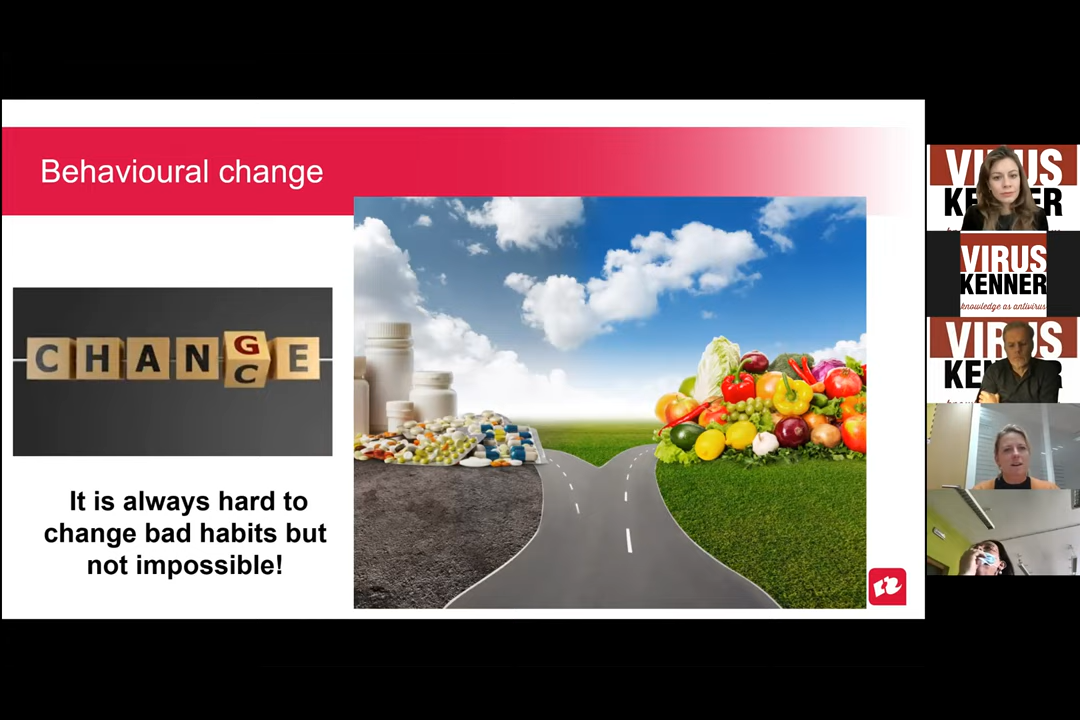 Behavioural change
CHANGE
C
It is always hard to
change bad habits but
not impossible!
VIRUS
KENNER
VIRUS
KENNER
knowledge as antivirus
VIRUS
KENNER